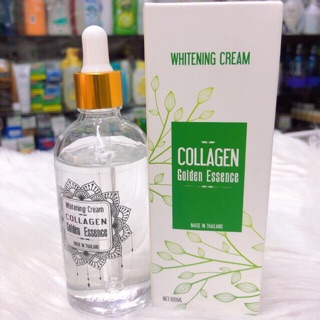 WHITENING CREAM
COLLAGEN
Golden Essence
MADE IN THAILAND
Whitening Cream
COLLAGEN
Golden Essence
MADE IN THAILAND